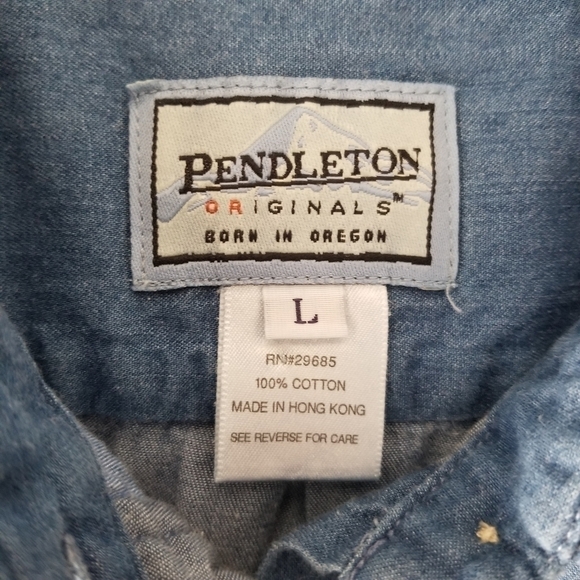 PENDLETON
ORIGINALS™
BORN IN OREGON
L
RN#29685
100% COTTON
MADE IN HONG KONG
SEE REVERSE FOR CARE